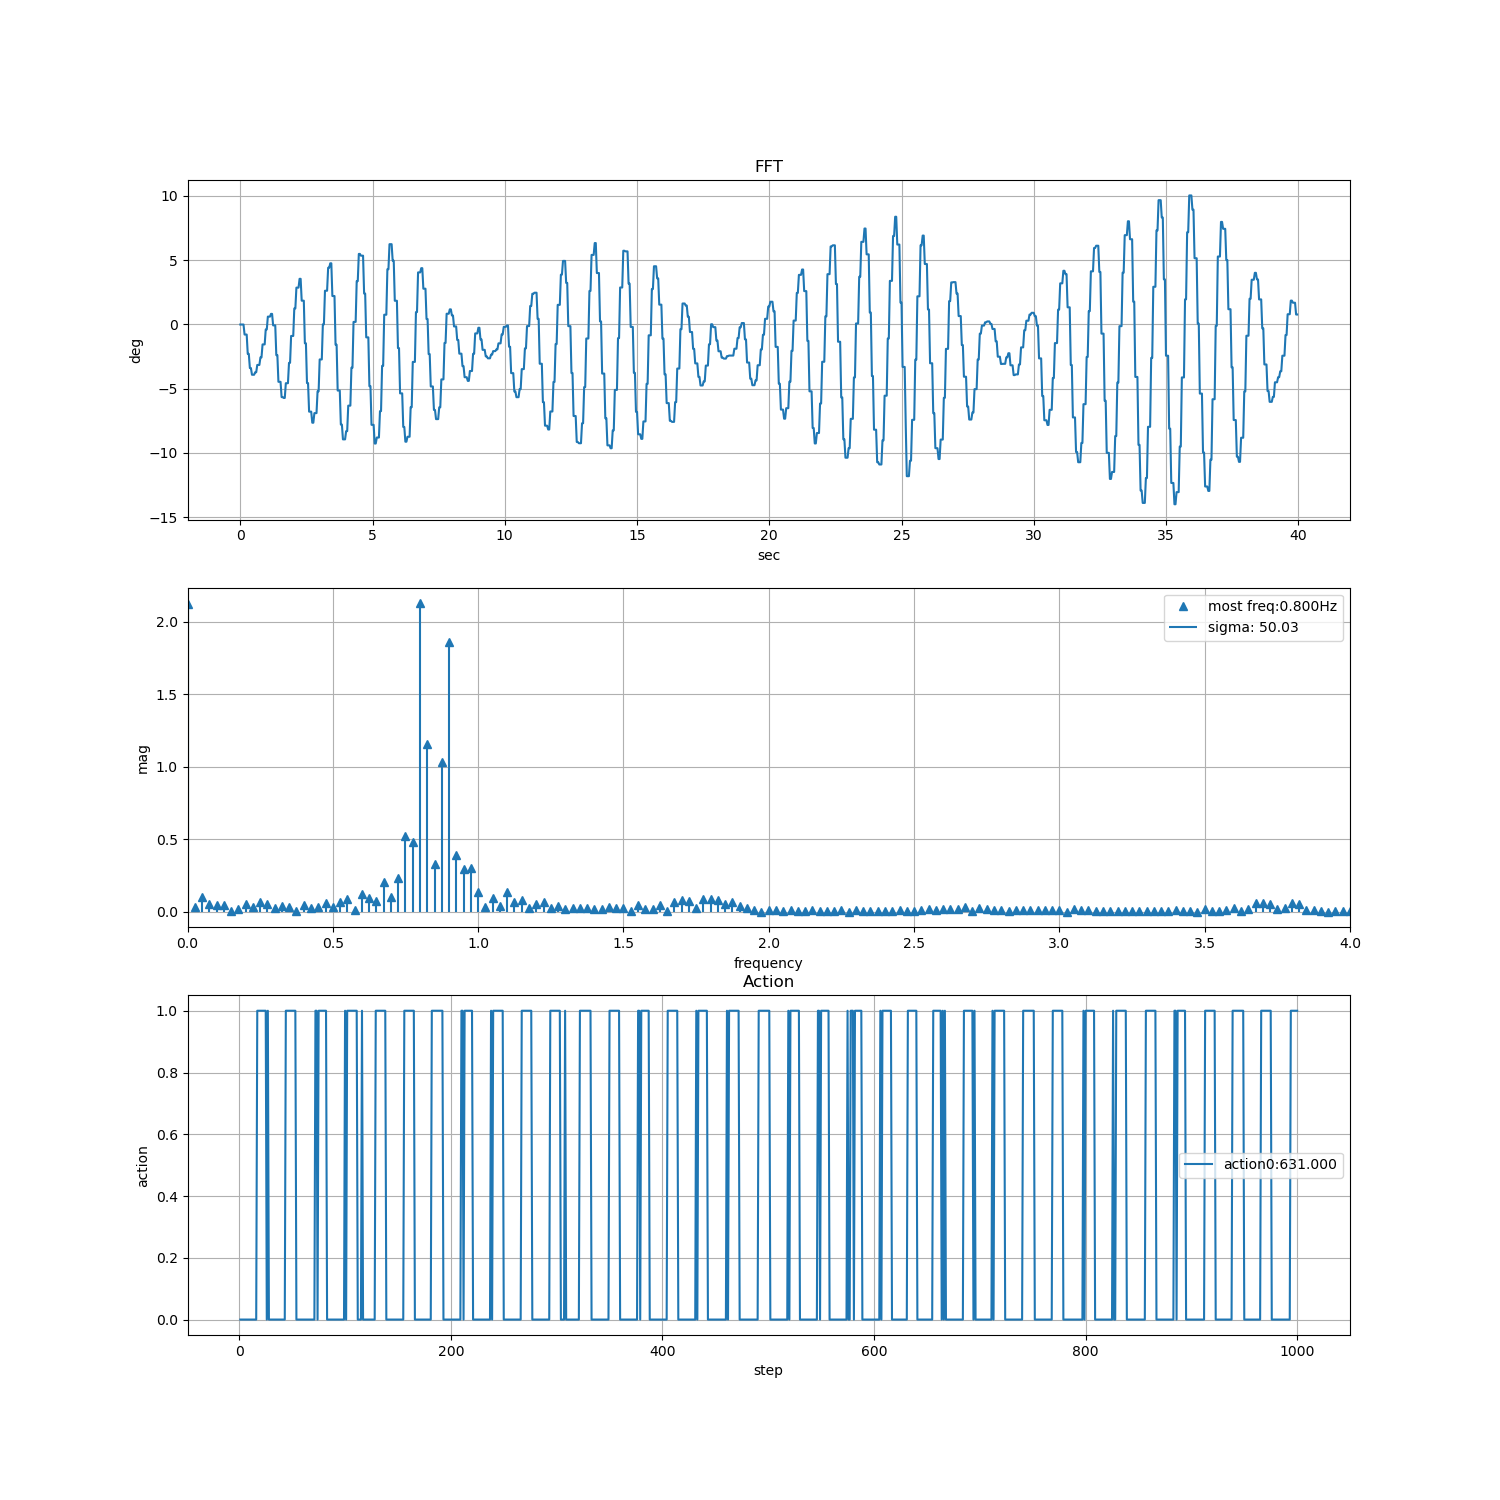 FFT
10
5
0
−5
−10
−15
deg
0 5 10 15 20 25 30 35 40
sec
most freq:0.800Hz
sigma: 50.03
2.0
1.5
1.0
0.5
0.0
mag
0.0 0.5 1.0 1.5 2.0 2.5 3.0 3.5 4.0
frequency
Action
1.0
0.8
0.6
0.4
0.2
0.0
action
action0:631.000
0 200 400 600 800 1000
step